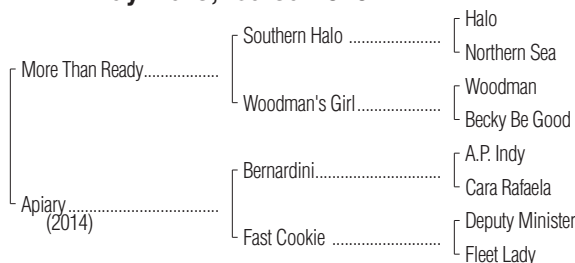 Halo
Southern Halo ........................
Northern Sea
More Than Ready...................
Woodman
Woodman's Girl......................
Becky Be Good
A.P. Indy
Bernardini................................
Cara Rafaela
Apiary ......................................
(2014)
Deputy Minister
Fast Cookie ............................
Fleet Lady